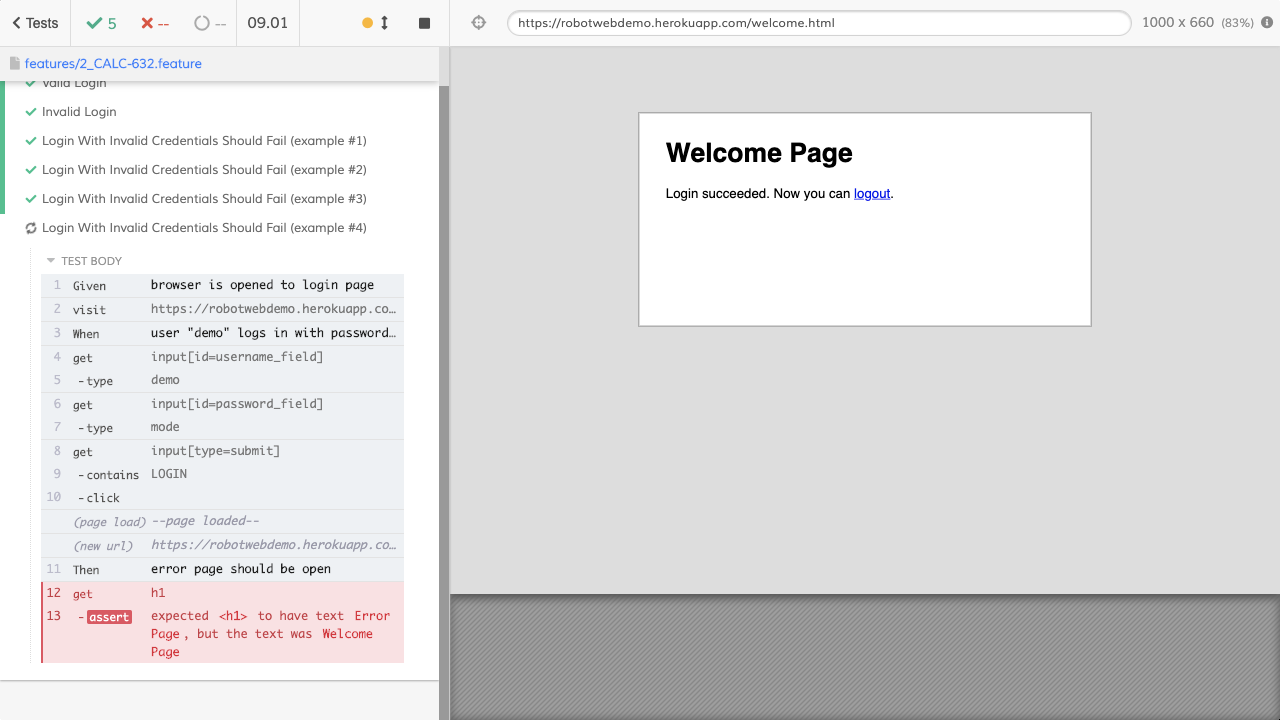 Tests
5
--
--
09.01
https://robotwebdemo.herokuapp.com/welcome.html
1000 x 660 (83%)
features/2_CALC-632.feature
Valid Login
Invalid Login
Login With Invalid Credentials Should Fail (example #1)
Login With Invalid Credentials Should Fail (example #2)
Login With Invalid Credentials Should Fail (example #3)
Login With Invalid Credentials Should Fail (example #4)
TEST BODY
1 Given browser is opened to login page
2 visit https://robotwebdemo.herokuapp.co…
3 When user "demo" logs in with password…
4 get input[id=username_field]
5 -type demo
6 get input[id=password_field]
7 -type mode
8 get input[type=submit]
9 -contains LOGIN
10 -click
(page load) --page loaded--
(new url) https://robotwebdemo.herokuapp.co…
11 Then error page should be open
12 get h1
13 -assert expected <h1> to have text Error
Page, but the text was Welcome
Page
Welcome Page
Login succeeded. Now you can logout.